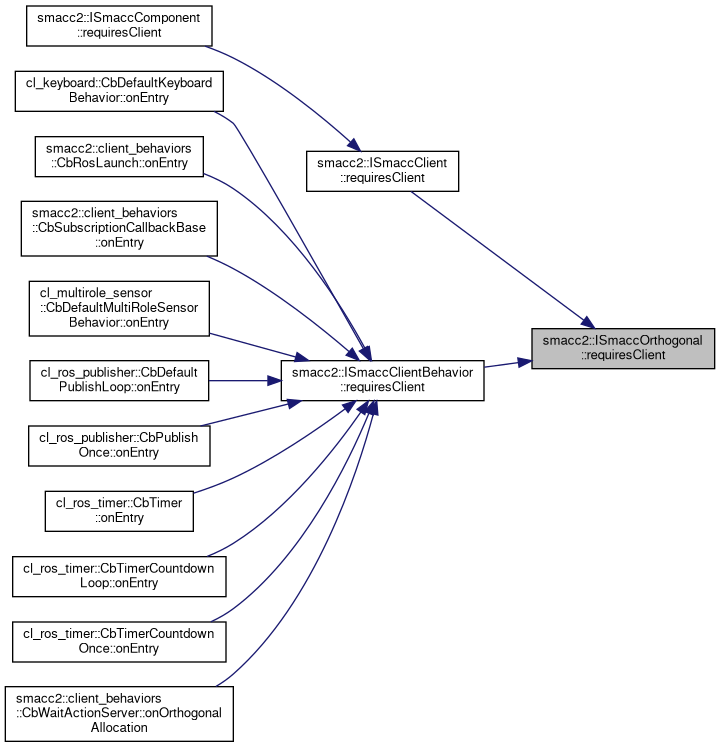 smacc2::ISmaccComponent
::requiresClient
cl_keyboard::CbDefaultKeyboard
Behavior::onEntry
smacc2::client_behaviors
::CbRosLaunch::onEntry
smacc2::client_behaviors
::CbSubscriptionCallbackBase
::onEntry
cl_multirole_sensor
::CbDefaultMultiRoleSensor
Behavior::onEntry
cl_ros_publisher::CbDefault
PublishLoop::onEntry
cl_ros_publisher::CbPublish
Once::onEntry
cl_ros_timer::CbTimer
::onEntry
cl_ros_timer::CbTimerCountdown
Loop::onEntry
cl_ros_timer::CbTimerCountdown
Once::onEntry
smacc2::client_behaviors
::CbWaitActionServer::onOrthogonal
Allocation
smacc2::ISmaccClient
::requiresClient
smacc2::ISmaccClientBehavior
::requiresClient
smacc2::ISmaccOrthogonal
::requiresClient